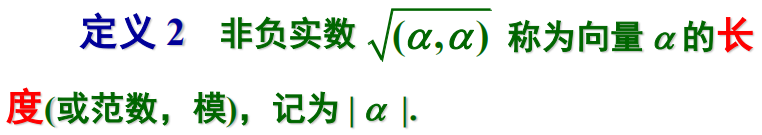 定义 2 非负实数 √(α,α) 称为向量 α 的长
度(或范数，模)，记为 | α |.